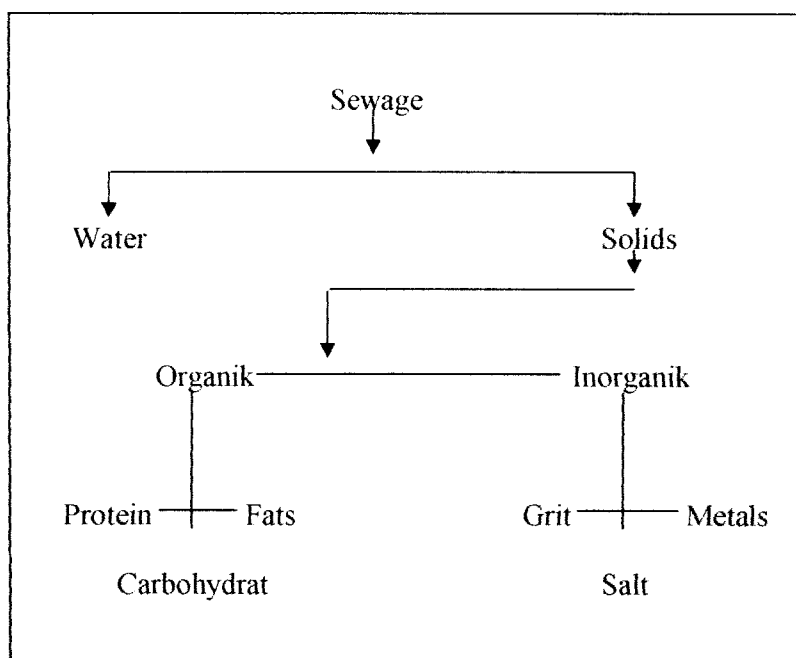 Sewage
Water Solids
Organik Inorganik
Protein Fats Grit Metals
Carbohydrat Salt